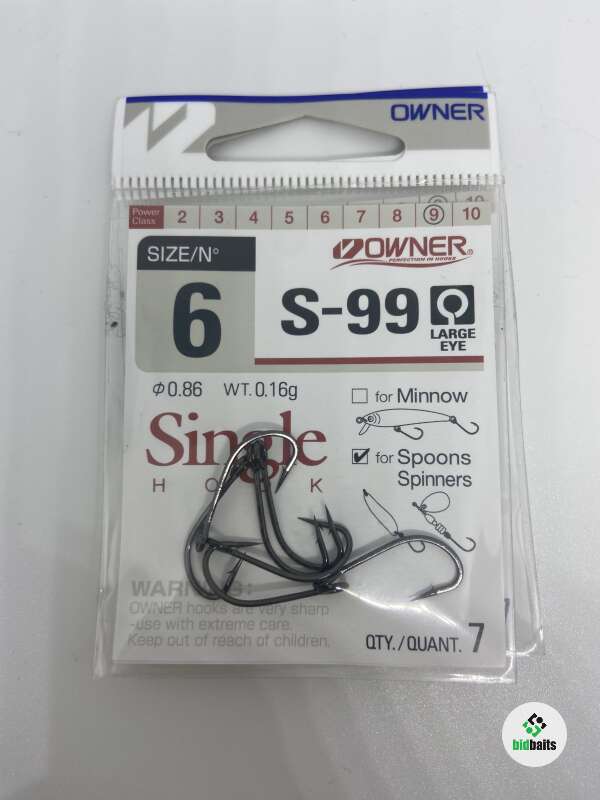 OWNER
Power Class 2 3 4 5 6 7 8 9 10
SIZE/N°
6
OWNER®
PERFECTION IN HOOKS
S-99
LARGE
EYE
Φ0.86 WT.0.16g
for Minnow
Single
for Spoons
Spinners
OWNER hooks are very sharp
-use with extreme care.
Keep out of reach of children.
QTY./QUANT. 7
7
bidbaits